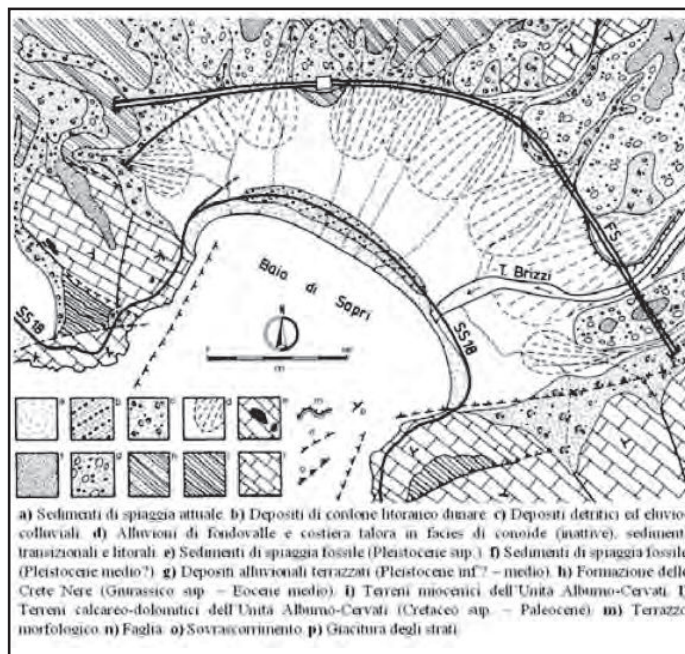 FS
T. Brizzi
Baia di Sapri
SS18
SS18
N
m
a) Sedimenti di spiaggia attuale. b) Depositi di cordone litoraneo dunare. c) Depositi detritici ed eluvio-
colluviali. d) Alluvioni di fondovalle e costiera talora in facies di conoide (inattive), sedimenti
transizionali e litorali. e) Sedimenti di spiaggia fossile (Pleistocene sup.) f) Sedimenti di spiaggia fossile
(Pleistocene medio?) g) Depositi alluvionali terrazzati (Pleistocene inf? – medio). h) Formazione delle
Crete Nere (Giurassico sup. – Eocene medio). i) Terreni miocenici dell'Unità Alburno-Cervati. l)
Terreni calcareo-dolomitici dell'Unità Alburno-Cervati (Cretaceo sup. – Paleocene) m) Terrazzo
morfologico. n) Faglia. o) Sovrascorrimento. p) Giacitura degli strati.